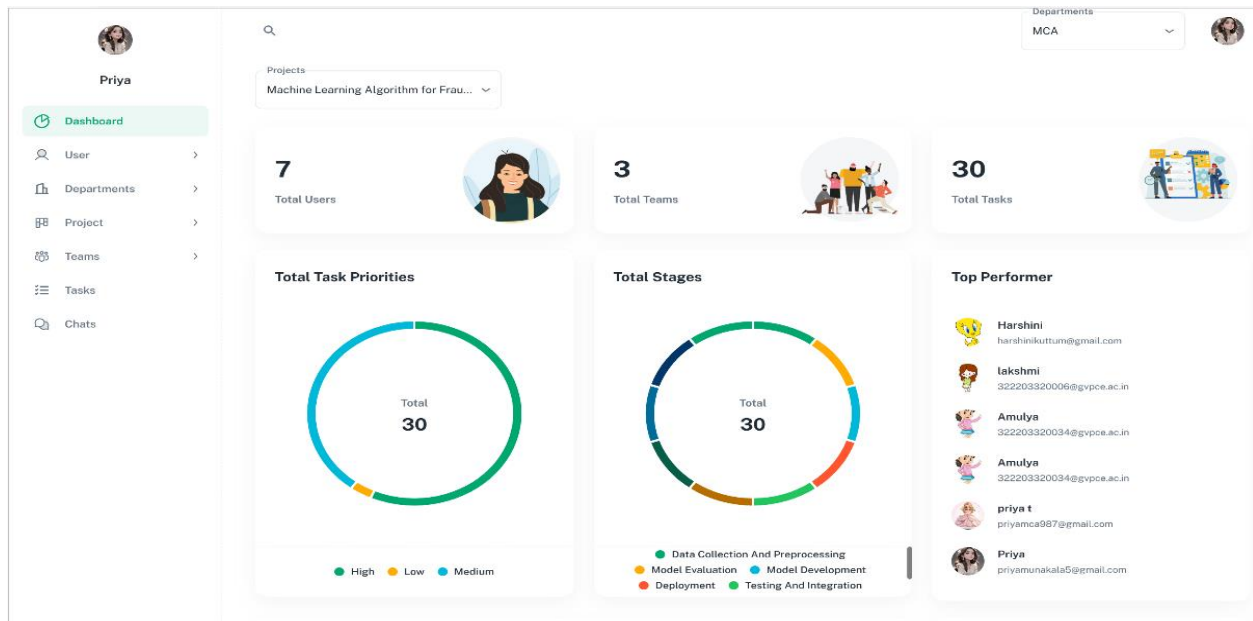 Priya
Dashboard
User
Departments
Project
Teams
Tasks
Chats
Departments
MCA
Projects
Machine Learning Algorithm for Frau...
7
Total Users
3
Total Teams
30
Total Tasks
Total Task Priorities
Total
30
High Low Medium
Total Stages
Total
30
Data Collection And Preprocessing
Model Evaluation Model Development
Deployment Testing And Integration
Top Performer
Harshini
harshinikuttum@gmail.com
lakshmi
322203320006@gvpce.ac.in
Amulya
322203320034@gvpce.ac.in
Amulya
322203320034@gvpce.ac.in
priya t
priyamca987@gmail.com
Priya
priyamunakala5@gmail.com